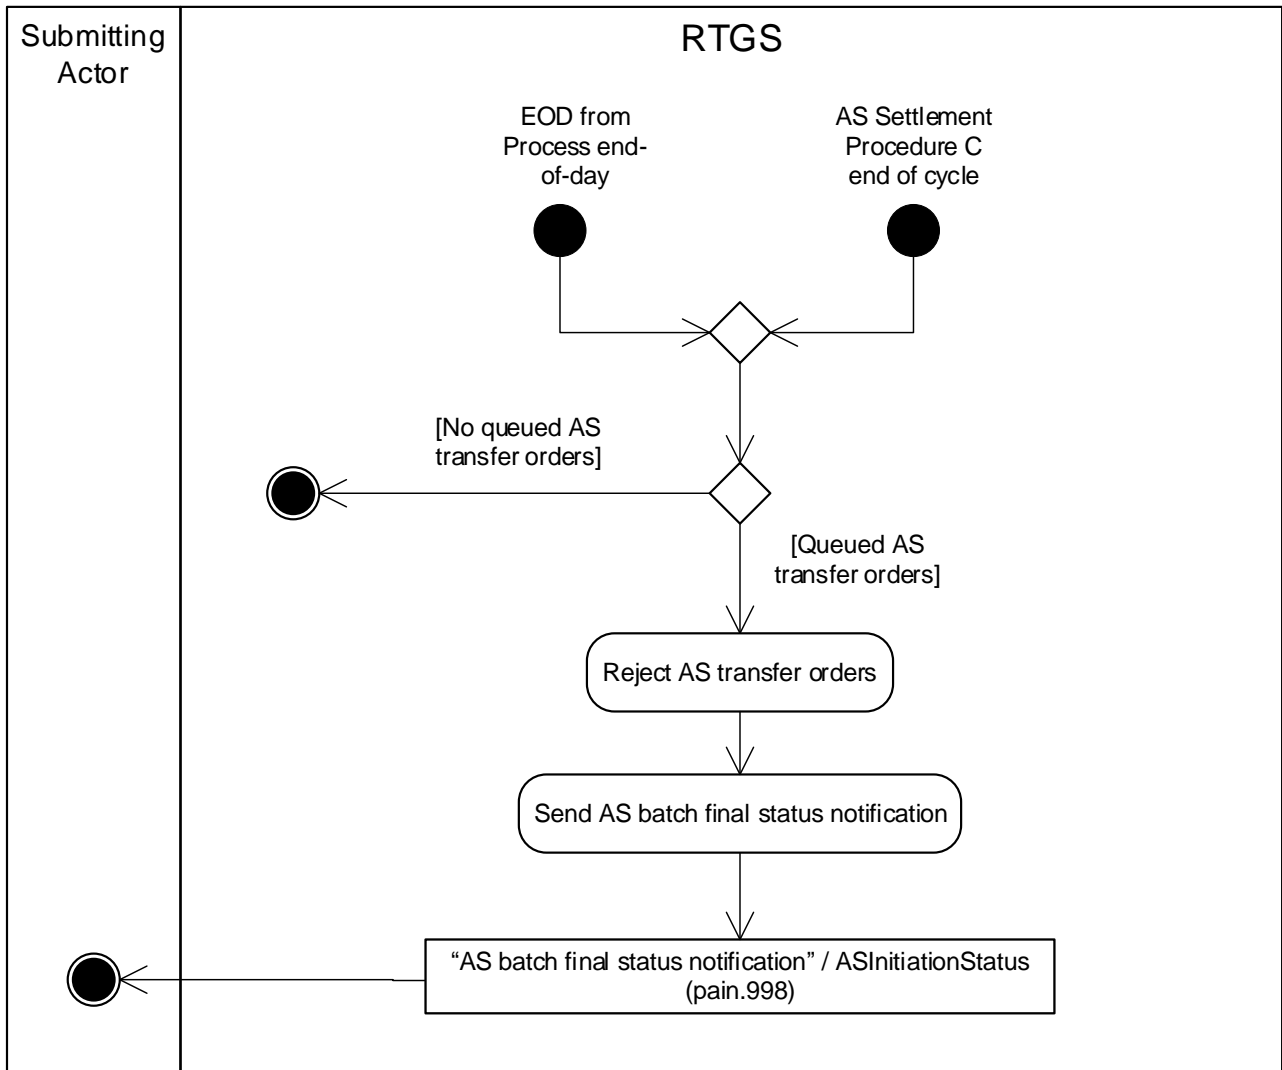 Submitting
Actor
RTGS
EOD from
Process end-
of-day
AS Settlement
Procedure C
end of cycle
[No queued AS
transfer orders]
[Queued AS
transfer orders]
Reject AS transfer orders
Send AS batch final status notification
“AS batch final status notification” / ASInitiationStatus
(pain.998)